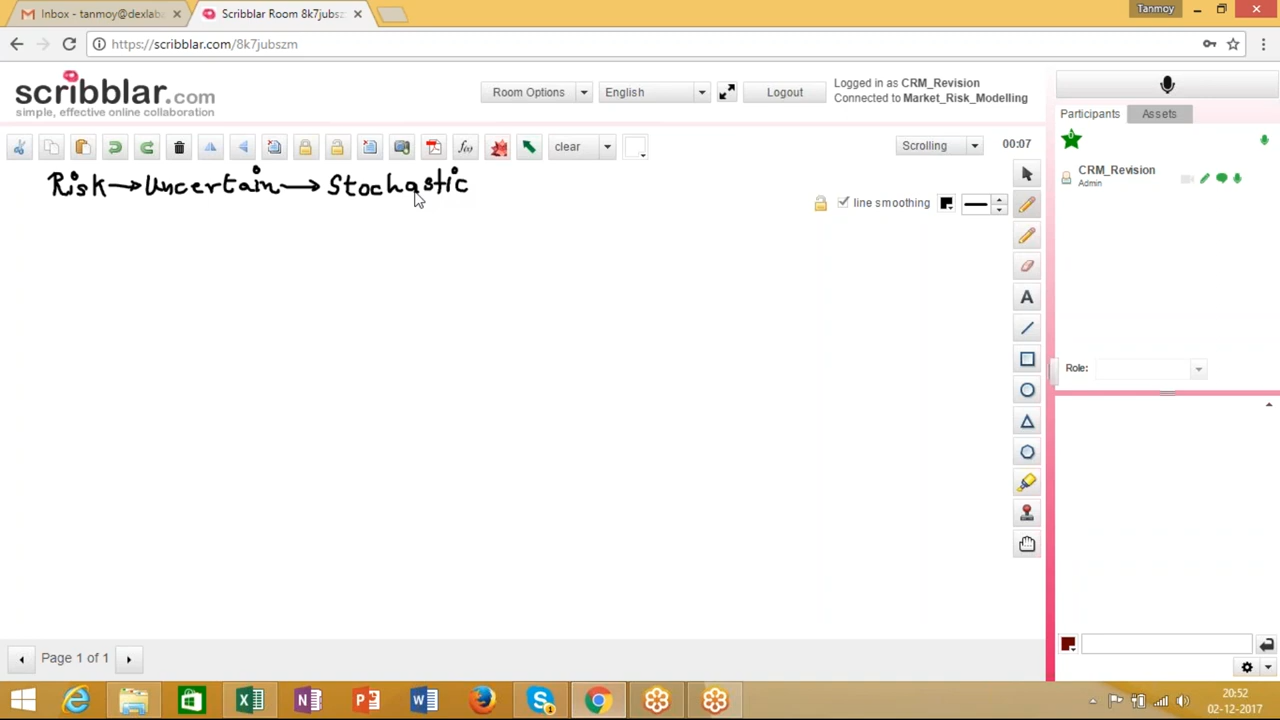 Inbox - tanmoy@dexlab
Scribblar Room 8k7jubsz
Tanmoy
https://scribblar.com/8k7jubszm
scribblar.com
simple, effective online collaboration
Room Options
English
Logout
Logged in as CRM_Revision
Connected to Market_Risk_Modelling
Participants
Assets
f(x)
clear
Scrolling
00:07
CRM_Revision
Admin
Risk→Uncertain→Stochastic
line smoothing
A
Role:
Page 1 of 1
20:52
02-12-2017